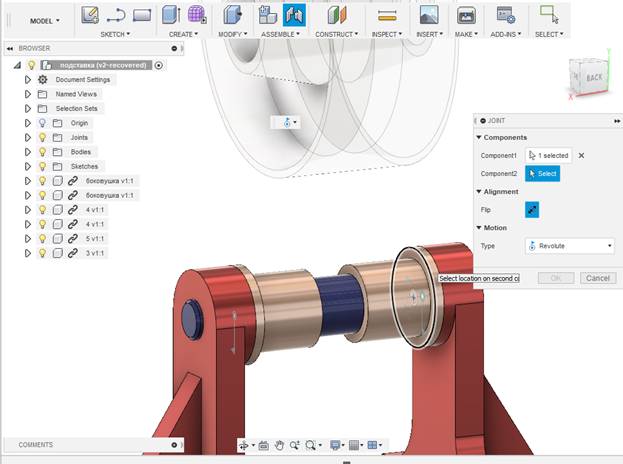 MODEL
SKETCH
CREATE
MODIFY
ASSEMBLE
CONSTRUCT
INSPECT
INSERT
MAKE
ADD-INS
SELECT
BROWSER
подставка (v2-recovered)
Document Settings
Named Views
Selection Sets
Origin
Joints
Bodies
Sketches
боковушка v1:1
боковушка v1:1
4 v1:1
4 v1:1
5 v1:1
3 v1:1
Y
BACK
X
JOINT
Components
Component1 1 selected
Component2 Select
Alignment
Flip
Motion
Type Revolute
Select location on second co
OK Cancel
COMMENTS